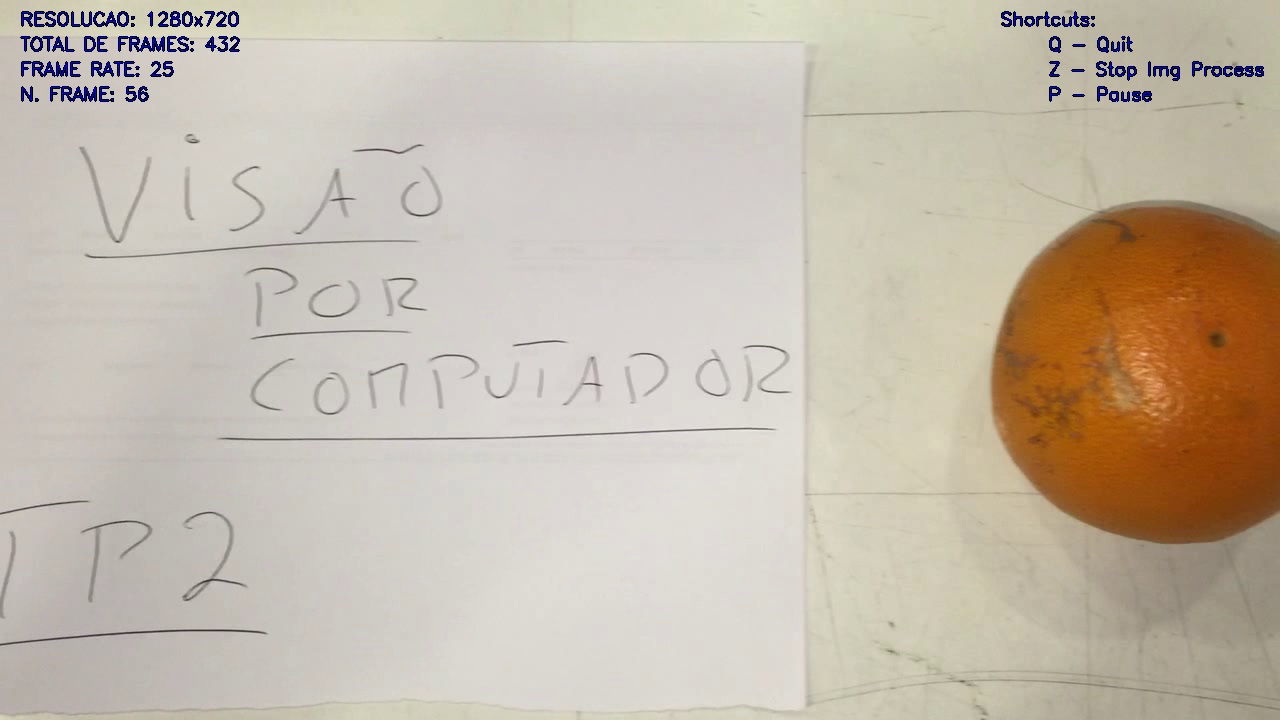 RESOLUCAO: 1280x720
TOTAL DE FRAMES: 432
FRAME RATE: 25
N. FRAME: 56
Shortcuts:
Q - Quit
Z - Stop Img Process
P - Pause
VISÃO
POR
COMPUTADOR
TP2